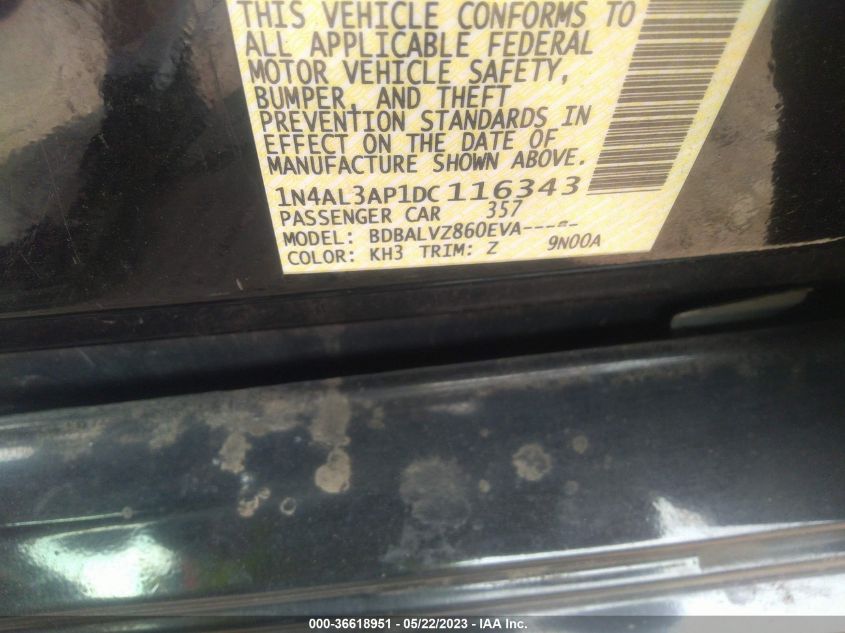 THIS VEHICLE CONFORMS TO
ALL APPLICABLE FEDERAL
MOTOR VEHICLE SAFETY,
BUMPER, AND THEFT
PREVENTION STANDARDS IN
EFFECT ON THE DATE OF
MANUFACTURE SHOWN ABOVE.
1N4AL3AP1DC116343
PASSENGER CAR 357
MODEL: BDBALVZ860EVA-----
COLOR: KH3 TRIM: Z 9N00A
000-36618951 - 05/22/2023 - IAA Inc.